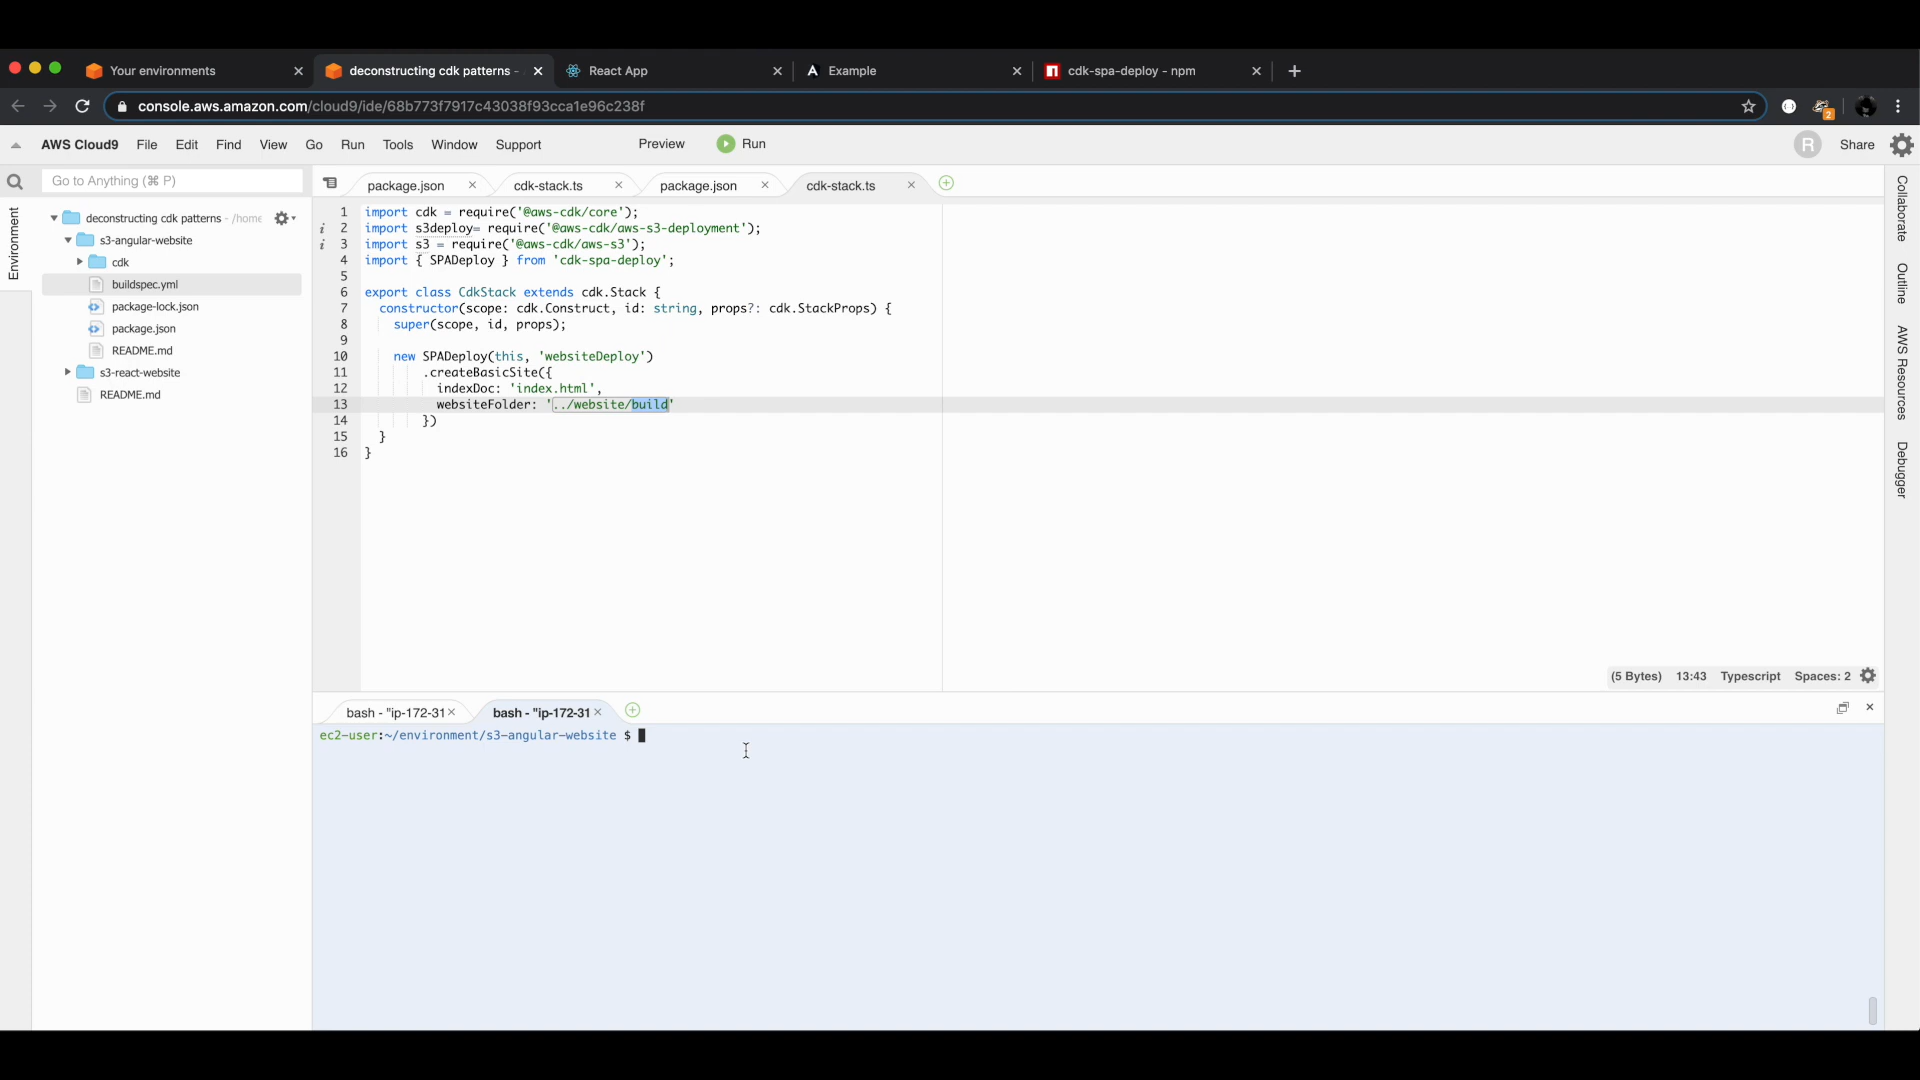 Your environments
deconstructing cdk patterns -
React App
Example
cdk-spa-deploy - npm
console.aws.amazon.com/cloud9/ide/68b773f7917c43038f93cca1e96c238f
2
AWS Cloud9 File Edit Find View Go Run Tools Window Support Preview Run R Share
Go to Anything (⌘ P)
package.json
cdk-stack.ts
package.json
cdk-stack.ts
Environment
deconstructing cdk patterns - /home
s3-angular-website
cdk
buildspec.yml
package-lock.json
package.json
README.md
s3-react-website
README.md
1 import cdk = require('@aws-cdk/core');
i 2 import s3deploy= require('@aws-cdk/aws-s3-deployment');
i 3 import s3 = require('@aws-cdk/aws-s3');
4 import { SPADeploy } from 'cdk-spa-deploy';
5
6 export class CdkStack extends cdk.Stack {
7 constructor(scope: cdk.Construct, id: string, props?: cdk.StackProps) {
8 super(scope, id, props);
9
10 new SPADeploy(this, 'websiteDeploy')
11 .createBasicSite({
12 indexDoc: 'index.html',
13 websiteFolder: '../website/build'
14 })
15 }
16 }
Collaborate
Outline
AWS Resources
Debugger
(5 Bytes) 13:43 Typescript Spaces: 2
bash - "ip-172-31
bash - "ip-172-31
ec2-user:~/environment/s3-angular-website $